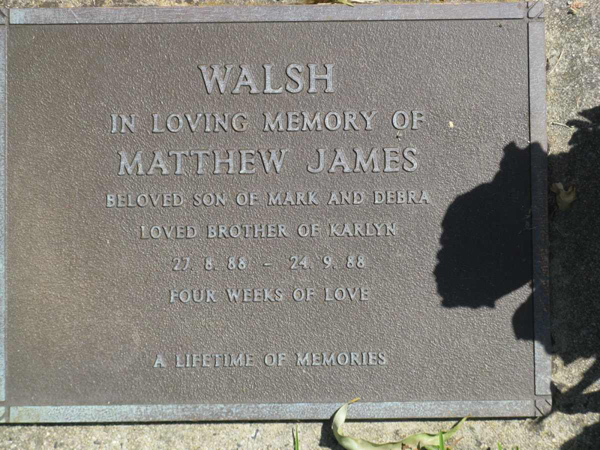 WALSH
IN LOVING MEMORY OF
MATTHEW JAMES
BELOVED SON OF MARK AND DEBRA
LOVED BROTHER OF KARLYN
27. 8. 88 - 24. 9. 88
FOUR WEEKS OF LOVE
A LIFETIME OF MEMORIES